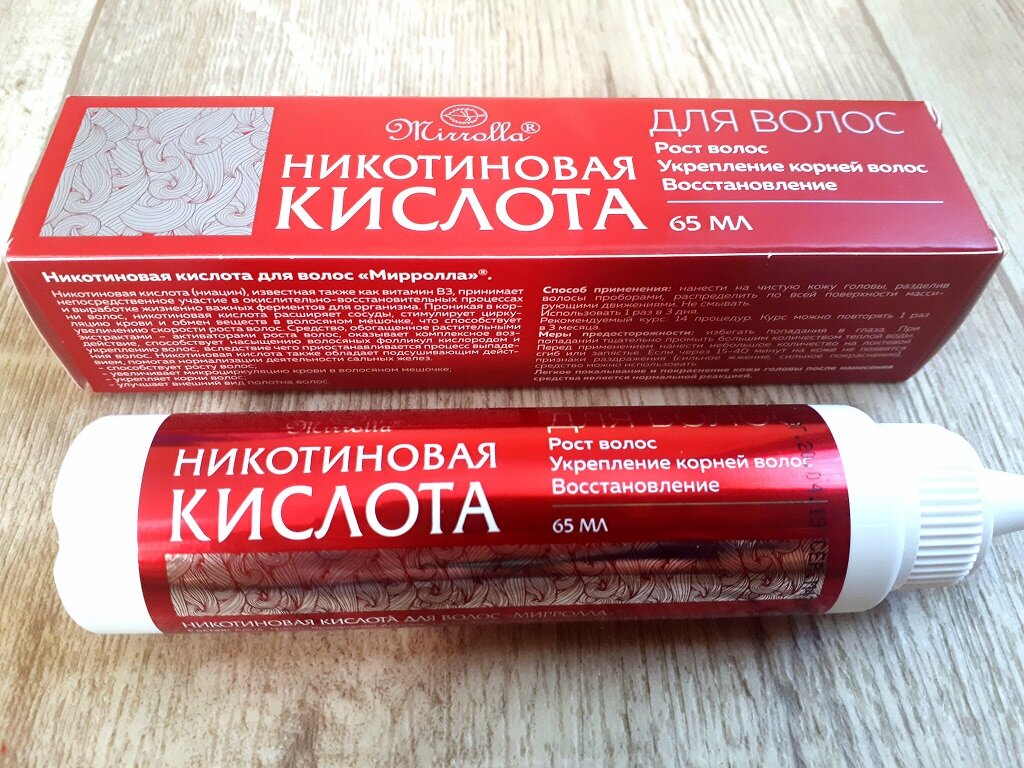 Mirrolla®
НИКОТИНОВАЯ
КИСЛОТА
ДЛЯ ВОЛОС
Рост волос
Укрепление корней волос
Восстановление
65 МЛ
Никотиновая кислота для волос «Мирролла»®.
Никотиновая кислота (ниацин), известная также как витамин В3, принимает
непосредственное участие в окислительно-восстановительных процессах
и выработке жизненно важных ферментов для организма. Проникая в кор-
ни волос, никотиновая кислота расширяет сосуды, стимулирует цирку-
ляцию крови и обмен веществ в волосяном мешочке, что способствует
увеличению скорости роста волос. Средство, обогащенное растительными
экстрактами – активаторами роста волос, оказывает комплексное воз-
действие, способствует насыщению волосяных фолликул кислородом и
укреплению волос, вследствие чего приостанавливается процесс выпаде-
ния волос. Никотиновая кислота также обладает подсушивающим дейст-
вием, помогая нормализации деятельности сальных желез.
- способствует росту волос;
- увеличивает микроциркуляцию крови в волосяном мешочке;
- укрепляет корни волос;
- улучшает внешний вид полотна волос.
Способ применения: нанести на чистую кожу головы, разделив
волосы проборами, распределить по всей поверхности масси-
рующими движениями. Не смывать.
Использовать 1 раз в 3 дня.
Рекомендуемый курс: 14 процедур. Курс можно повторять 1 раз
в 3 месяца.
Меры предосторожности: избегать попадания в глаза. При
попадании тщательно промыть большим количеством теплой воды.
Перед применением нанести небольшое количество на локтевой
сгиб или запястье. Если через 15-40 минут на коже не появятся
признаки раздражения (сильное жжение, сильное покраснение),
средство можно использовать.
Легкое покалывание и покраснение кожи головы после нанесения
средства является нормальной реакцией.
Mirrolla®
ДЛЯ ВОЛОС
НИКОТИНОВАЯ
КИСЛОТА
Рост волос
Укрепление корней волос
Восстановление
65 МЛ
НИКОТИНОВАЯ КИСЛОТА ДЛЯ ВОЛОС МИРРОЛЛА